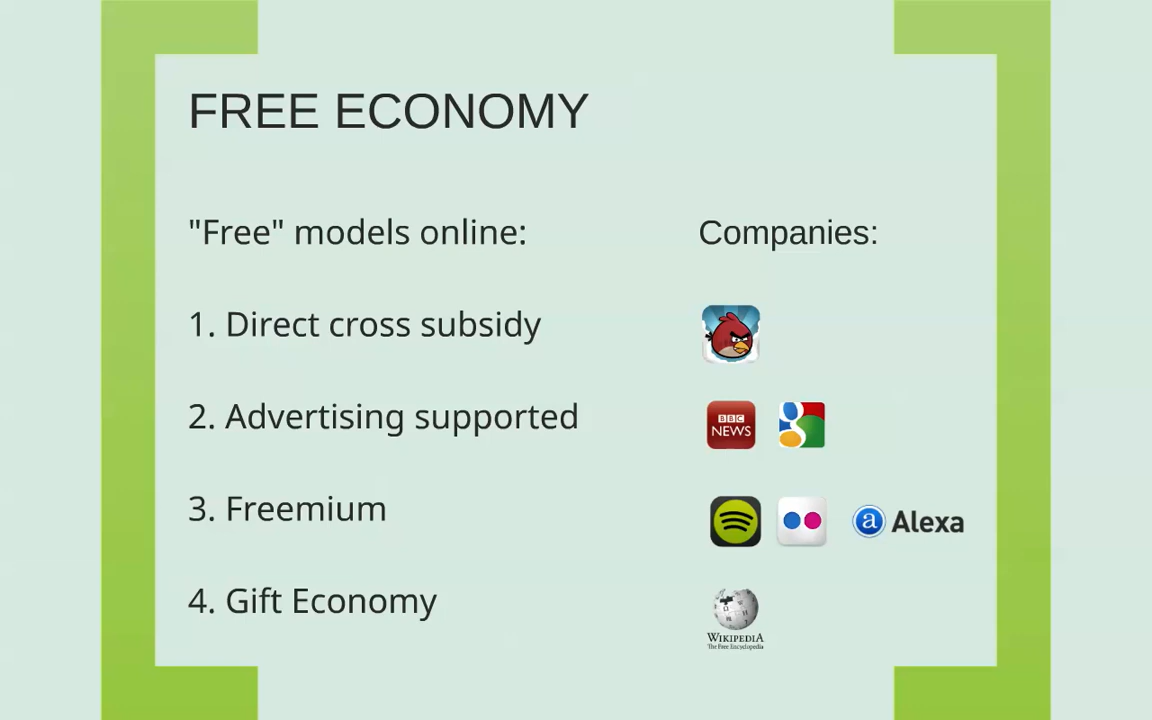 FREE ECONOMY
"Free" models online:
Companies:
1. Direct cross subsidy
2. Advertising supported
BBC
NEWS
3. Freemium
a Alexa
4. Gift Economy
WIKIPEDIA
The Free Encyclopedia